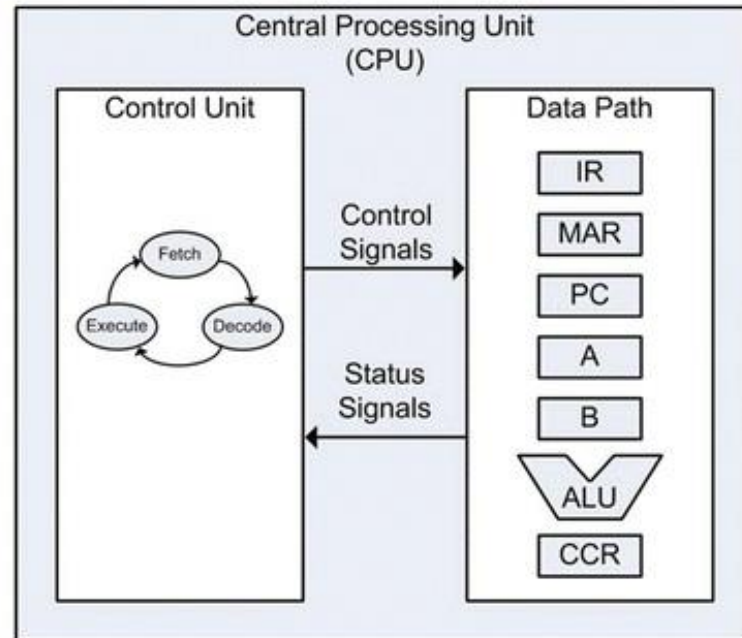 Central Processing Unit
(CPU)
Control Unit
Fetch
Execute
Decode
Control
Signals
Status
Signals
Data Path
IR
MAR
PC
A
B
ALU
CCR